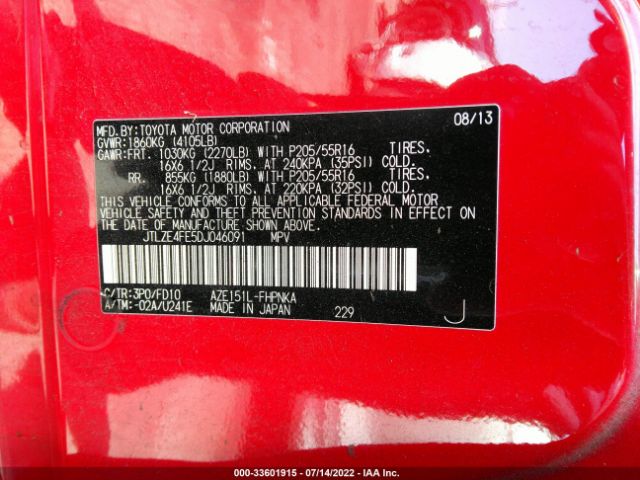 MFD.BY:TOYOTA MOTOR CORPORATION 08/13
GVWR:1860KG (4105LB)
GAWR:FRT. 1030KG (2270LB) WITH P205/55R16 TIRES.
16X6 1/2J RIMS. AT 240KPA (35PSI) COLD.
RR. 855KG (1880LB) WITH P205/55R16 TIRES.
16X6 1/2J RIMS. AT 220KPA (32PSI) COLD.
THIS VEHICLE CONFORMS TO ALL APPLICABLE FEDERAL MOTOR
VEHICLE SAFETY AND THEFT PREVENTION STANDARDS IN EFFECT
ON THE DATE OF MANUFACTURE SHOWN ABOVE.
JTLZE4FE5DJ046091 MPV
C/TR:3P0/FD10 AZE151L-FHPNKA
A/TM:-02A/U241E MADE IN JAPAN 229 J
000-33601915 - 07/14/2022 - IAA Inc.